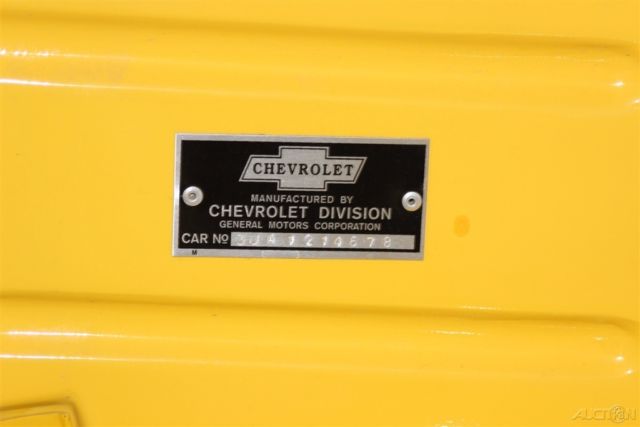 CHEVROLET
MANUFACTURED BY
CHEVROLET DIVISION
GENERAL MOTORS CORPORATION
CAR Nº
M